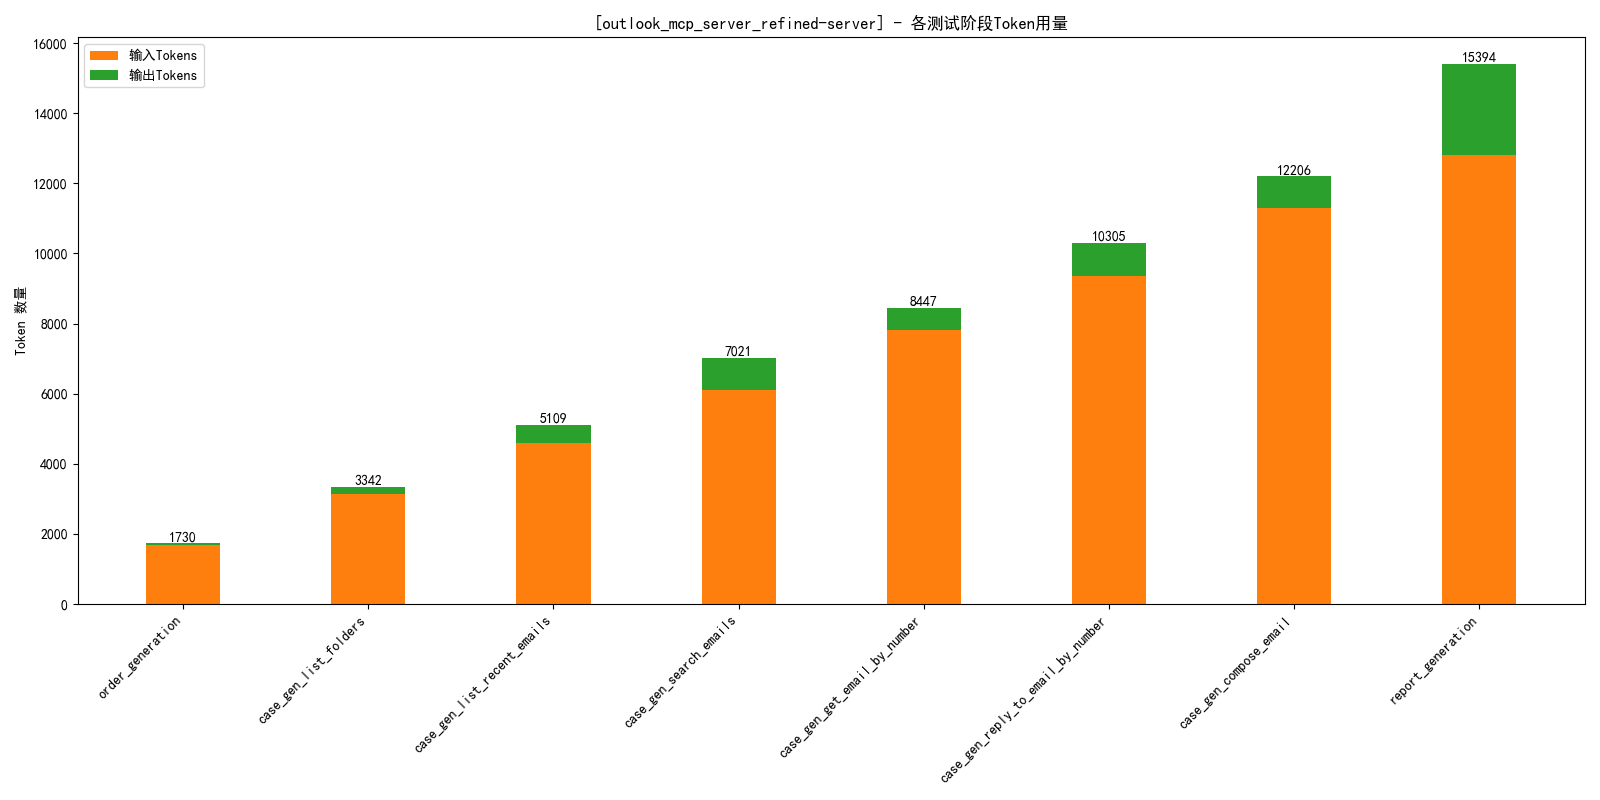 [outlook_mcp_server_refined-server] - 各测试阶段Token用量
输入Tokens
输出Tokens
Token 数量
16000
14000
12000
10000
8000
6000
4000
2000
0
1730
3342
5109
7021
8447
10305
12206
15394
order_generation
case_gen_list_folders
case_gen_list_recent_emails
case_gen_search_emails
case_gen_get_email_by_number
case_gen_reply_to_email_by_number
case_gen_compose_email
report_generation